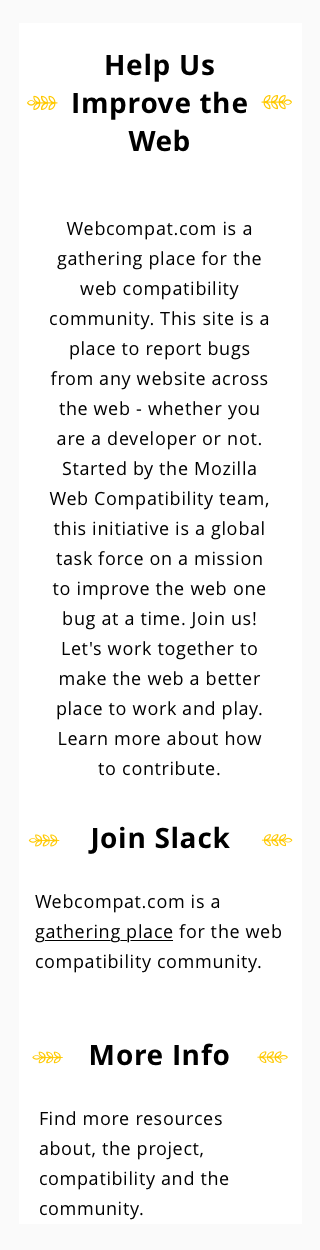 Help Us
Improve the
Web
Webcompat.com is a
gathering place for the
web compatibility
community. This site is a
place to report bugs
from any website across
the web - whether you
are a developer or not.
Started by the Mozilla
Web Compatibility team,
this initiative is a global
task force on a mission
to improve the web one
bug at a time. Join us!
Let's work together to
make the web a better
place to work and play.
Learn more about how
to contribute.
Join Slack
Webcompat.com is a
gathering place for the web
compatibility community.
More Info
Find more resources
about, the project,
compatibility and the
community.